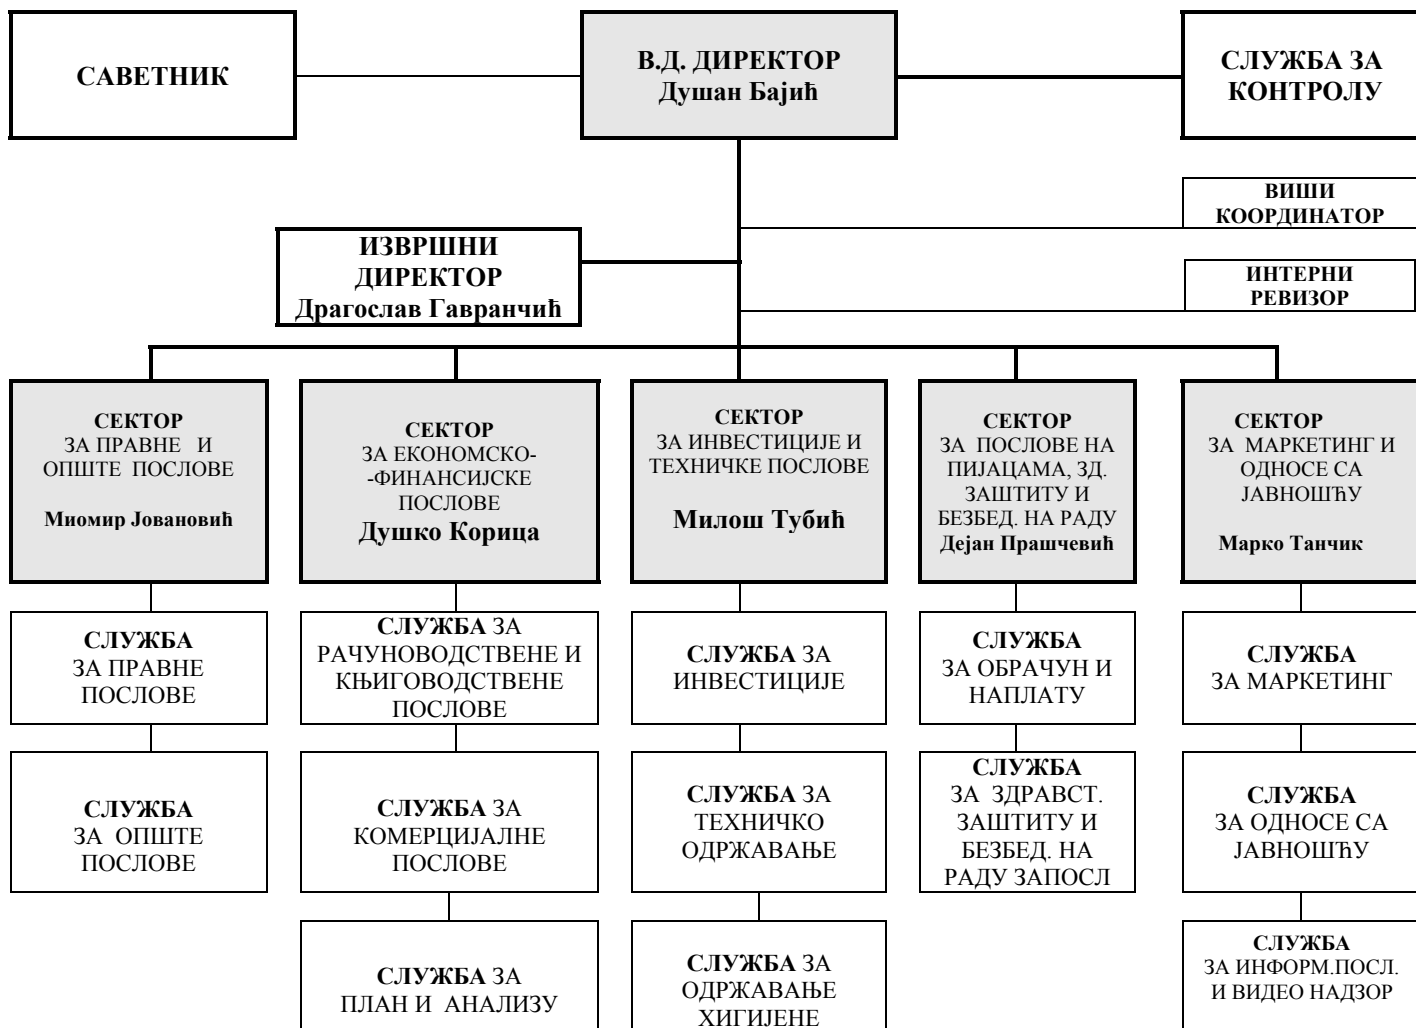 САВЕТНИК
В.Д. ДИРЕКТОР
Душан Бајић
СЛУЖБА ЗА
КОНТРОЛУ
ВИШИ
КООРДИНАТОР
ИЗВРШНИ
ДИРЕКТОР
Драгослав Гавранчић
ИНТЕРНИ
РЕВИЗОР
СЕКТОР
ЗА ПРАВНЕ И
ОПШТЕ ПОСЛОВЕ
Миомир Јовановић
СЕКТОР
ЗА ЕКОНОМСКО-
-ФИНАНСИЈСКЕ
ПОСЛОВЕ
Душко Корица
СЕКТОР
ЗА ИНВЕСТИЦИЈЕ И
ТЕХНИЧКЕ ПОСЛОВЕ
Милош Тубић
СЕКТОР
ЗА ПОСЛОВЕ НА
ПИЈАЦАМА, ЗД.
ЗАШТИТУ И
БЕЗБЕД. НА РАДУ
Дејан Прашчевић
СЕКТОР
ЗА МАРКЕТИНГ И
ОДНОСЕ СА
ЈАВНОШЋУ
Марко Танчик
СЛУЖБА
ЗА ПРАВНЕ
ПОСЛОВЕ
СЛУЖБА ЗА
РАЧУНОВОДСТВЕНЕ И
КЊИГОВОДСТВЕНЕ
ПОСЛОВЕ
СЛУЖБА ЗА
ИНВЕСТИЦИЈЕ
СЛУЖБА
ЗА ОБРАЧУН И
НАПЛАТУ
СЛУЖБА
ЗА МАРКЕТИНГ
СЛУЖБА
ЗА ОПШТЕ
ПОСЛОВЕ
СЛУЖБА ЗА
КОМЕРЦИЈАЛНЕ
ПОСЛОВЕ
СЛУЖБА ЗА
ТЕХНИЧКО
ОДРЖАВАЊЕ
СЛУЖБА
ЗА ЗДРАВСТ.
ЗАШТИТУ И
БЕЗБЕД. НА
РАДУ ЗАПОСЛ
СЛУЖБА
ЗА ОДНОСЕ СА
ЈАВНОШЋУ
СЛУЖБА ЗА
ПЛАН И АНАЛИЗУ
СЛУЖБА ЗА
ОДРЖАВАЊЕ
ХИГИЈЕНЕ
СЛУЖБА
ЗА ИНФОРМ.ПОСЛ.
И ВИДЕО НАДЗОР